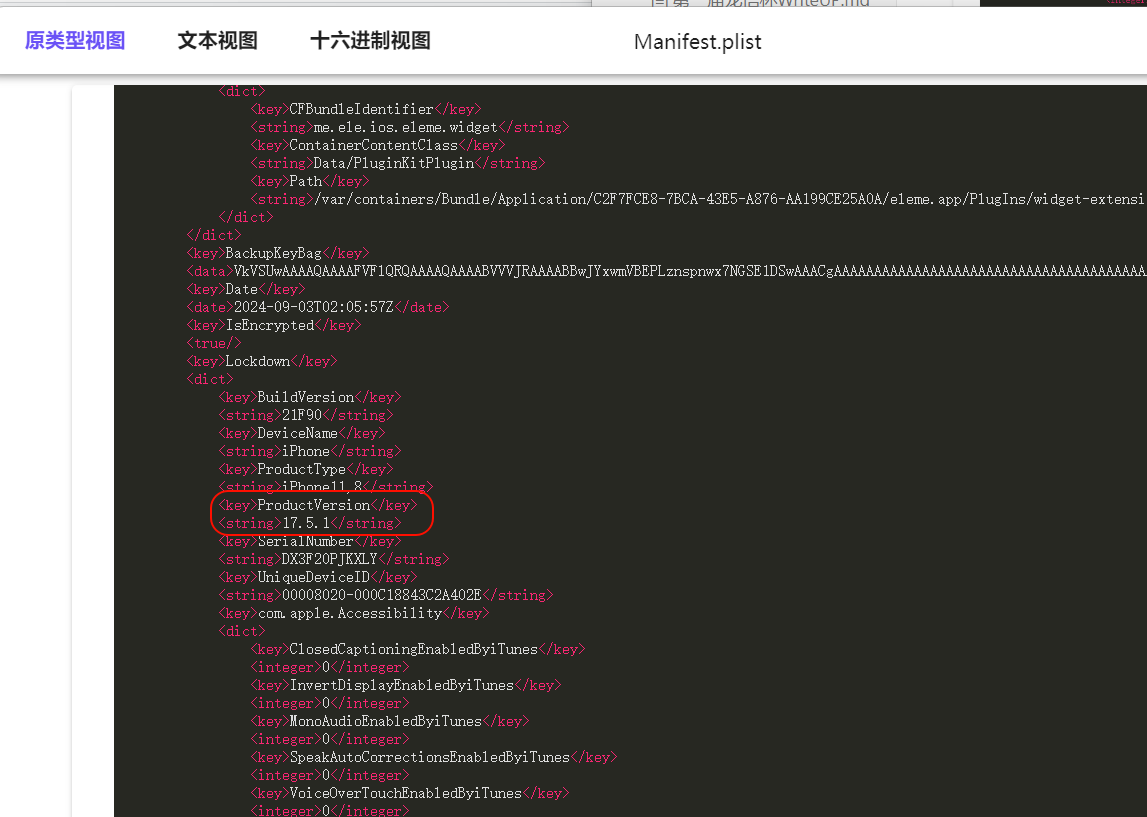 原类型视图 文本视图 十六进制视图 Manifest.plist
<dict>
<key>CFBundleIdentifier</key>
<string>me.ele.ios.eleme.widget</string>
<key>ContainerContentClass</key>
<string>Data/PluginKitPlugin</string>
<key>Path</key>
<string>/var/containers/Bundle/Application/C2F7FCE8-7BCA-43E5-A876-AA199CE25A0A/eleme.app/PlugIns/widget-extensi
</dict>
</dict>
<key>BackupKeyBag</key>
<data>VkVSUwAAAAQAAAAFVF1QRQAAAAQAAAABVVVJRAAAABBwJYxwmVBEPLznspnwx7NGSE1DSwAAACgAAAAAAAAAAAAAAAAAAAAAAAAAAAAAAAAAAAAA
<key>Date</key>
<date>2024-09-03T02:05:57Z</date>
<key>IsEncrypted</key>
<true/>
<key>Lockdown</key>
<dict>
<key>BuildVersion</key>
<string>21F90</string>
<key>DeviceName</key>
<string>iPhone</string>
<key>ProductType</key>
<string>iPhone11,8</string>
<key>ProductVersion</key>
<string>17.5.1</string>
<key>SerialNumber</key>
<string>DX3F20PJKXLY</string>
<key>UniqueDeviceID</key>
<string>00008020-000C18843C2A402E</string>
<key>com.apple.Accessibility</key>
<dict>
<key>ClosedCaptioningEnabledByiTunes</key>
<integer>0</integer>
<key>InvertDisplayEnabledByiTunes</key>
<integer>0</integer>
<key>MonoAudioEnabledByiTunes</key>
<integer>0</integer>
<key>SpeakAutoCorrectionsEnabledByiTunes</key>
<integer>0</integer>
<key>VoiceOverTouchEnabledByiTunes</key>
<integer>0</integer>